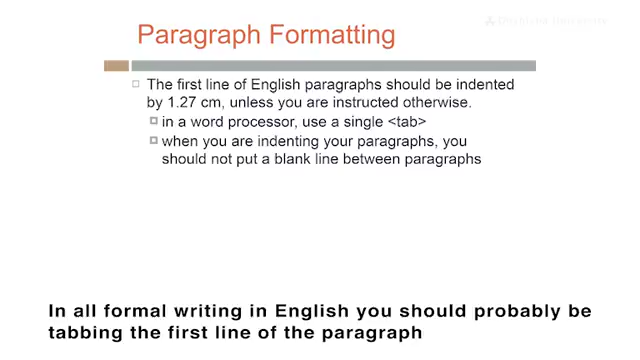 Paragraph Formatting
The first line of English paragraphs should be indented
by 1.27 cm, unless you are instructed otherwise.
in a word processor, use a single <tab>
when you are indenting your paragraphs, you
should not put a blank line between paragraphs
In all formal writing in English you should probably be
tabbing the first line of the paragraph